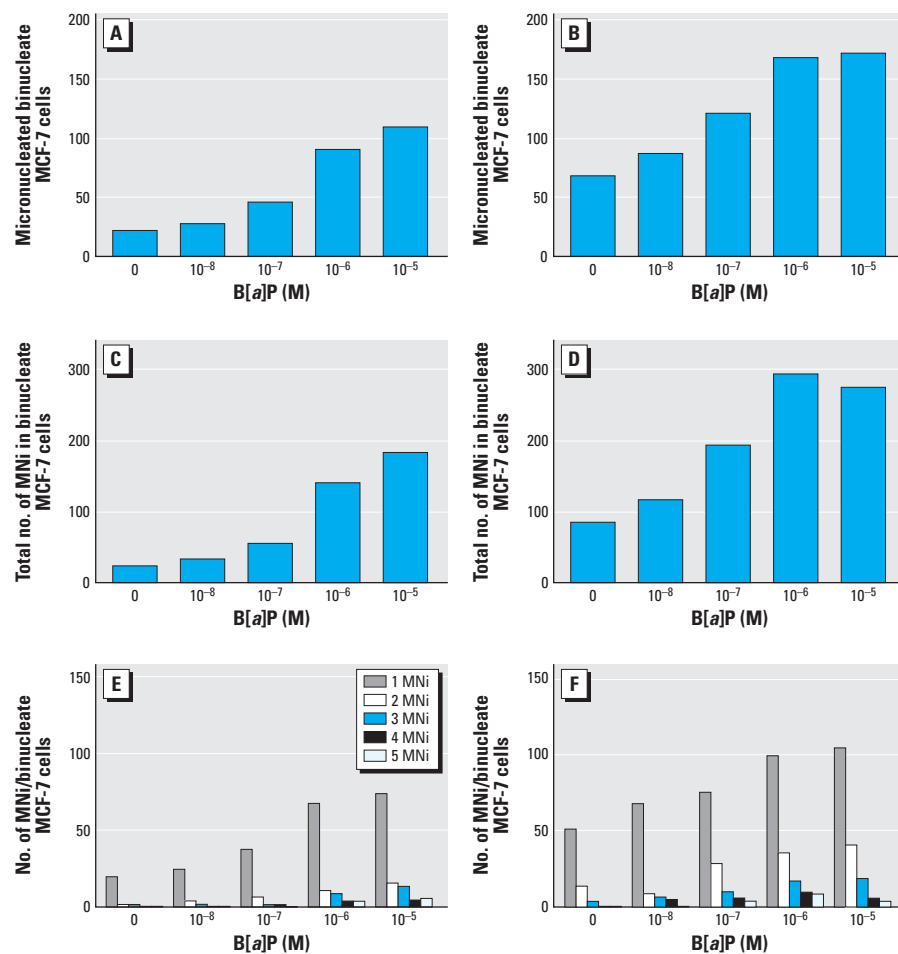 A
Micronucleated binucleate
MCF-7 cells
200
150
100
50
0
0 10⁻⁸ 10⁻⁷ 10⁻⁶ 10⁻⁵
B[a]P (M)
B
Micronucleated binucleate
MCF-7 cells
200
150
100
50
0
0 10⁻⁸ 10⁻⁷ 10⁻⁶ 10⁻⁵
B[a]P (M)
C
Total no. of MNi in binucleate
MCF-7 cells
300
200
100
0
0 10⁻⁸ 10⁻⁷ 10⁻⁶ 10⁻⁵
B[a]P (M)
D
Total no. of MNi in binucleate
MCF-7 cells
300
200
100
0
0 10⁻⁸ 10⁻⁷ 10⁻⁶ 10⁻⁵
B[a]P (M)
E
No. of MNi/binucleate
MCF-7 cells
150
100
50
0
1 MNi
2 MNi
3 MNi
4 MNi
5 MNi
0 10⁻⁸ 10⁻⁷ 10⁻⁶ 10⁻⁵
B[a]P (M)
F
No. of MNi/binucleate
MCF-7 cells
150
100
50
0
0 10⁻⁸ 10⁻⁷ 10⁻⁶ 10⁻⁵
B[a]P (M)